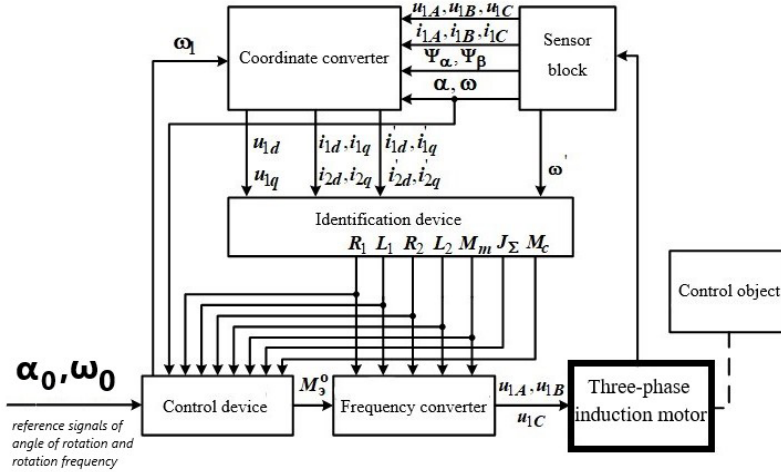 u1A, u1B, u1C
i1A, i1B, i1C
Ψα, Ψβ
α, ω
ω1
Coordinate converter
Sensor
block
u1d
u1q
i1d, i1q
i2d, i2q
i'1d, i'1q
i'2d, i'2q
ω'
Identification device
R1 L1 R2 L2 Mm JΣ Mc
Control object
α0,ω0
reference signals of
angle of rotation and
rotation frequency
Control device
Mэ^o
Frequency converter
u1A, u1B
u1C
Three-phase
induction motor